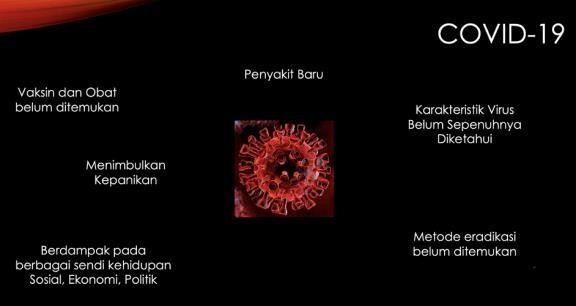 COVID-19
Penyakit Baru
Vaksin dan Obat
belum ditemukan
Karakteristik Virus
Belum Sepenuhnya
Diketahui
Menimbulkan
Kepanikan
Metode eradikasi
belum ditemukan
Berdampak pada
berbagai sendi kehidupan
Sosial, Ekonomi, Politik